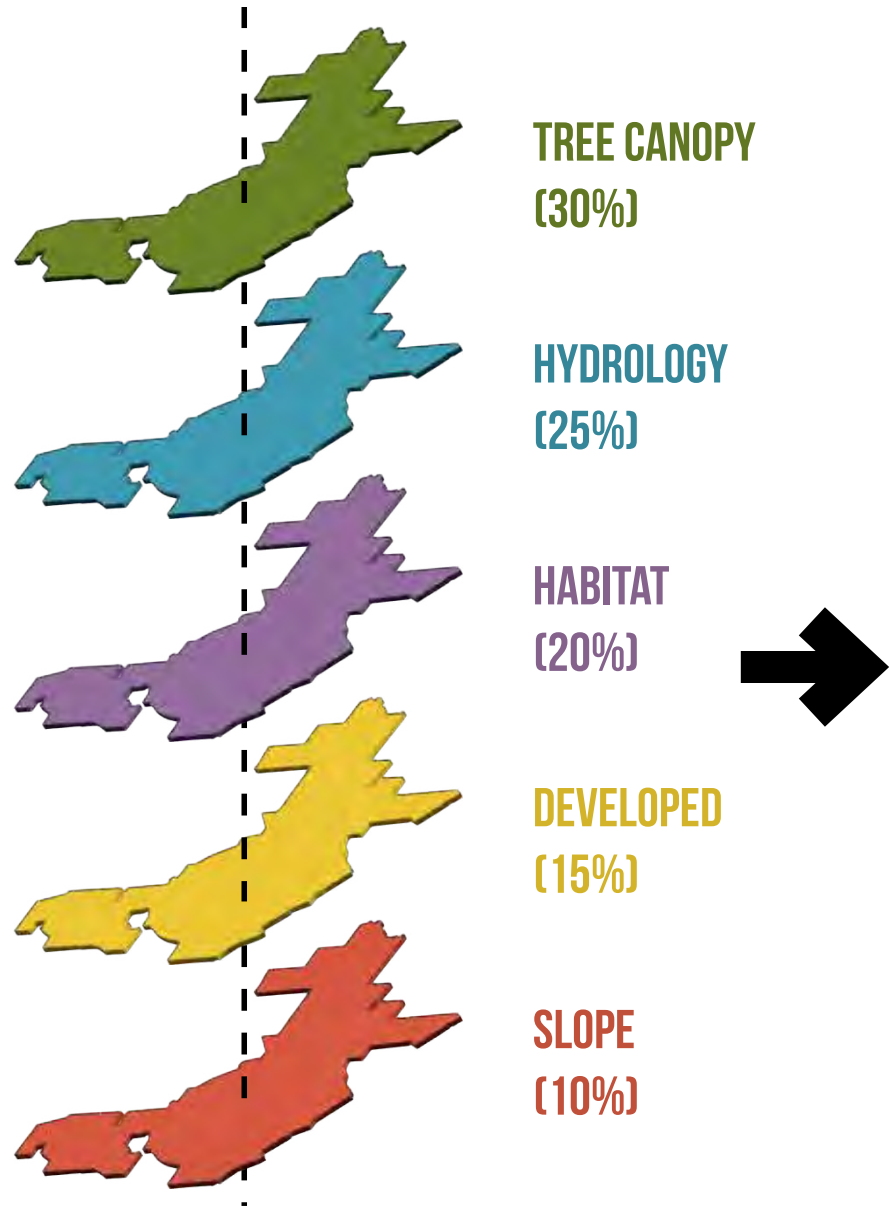 TREE CANOPY
(30%)
HYDROLOGY
(25%)
HABITAT
(20%)
DEVELOPED
(15%)
SLOPE
(10%)